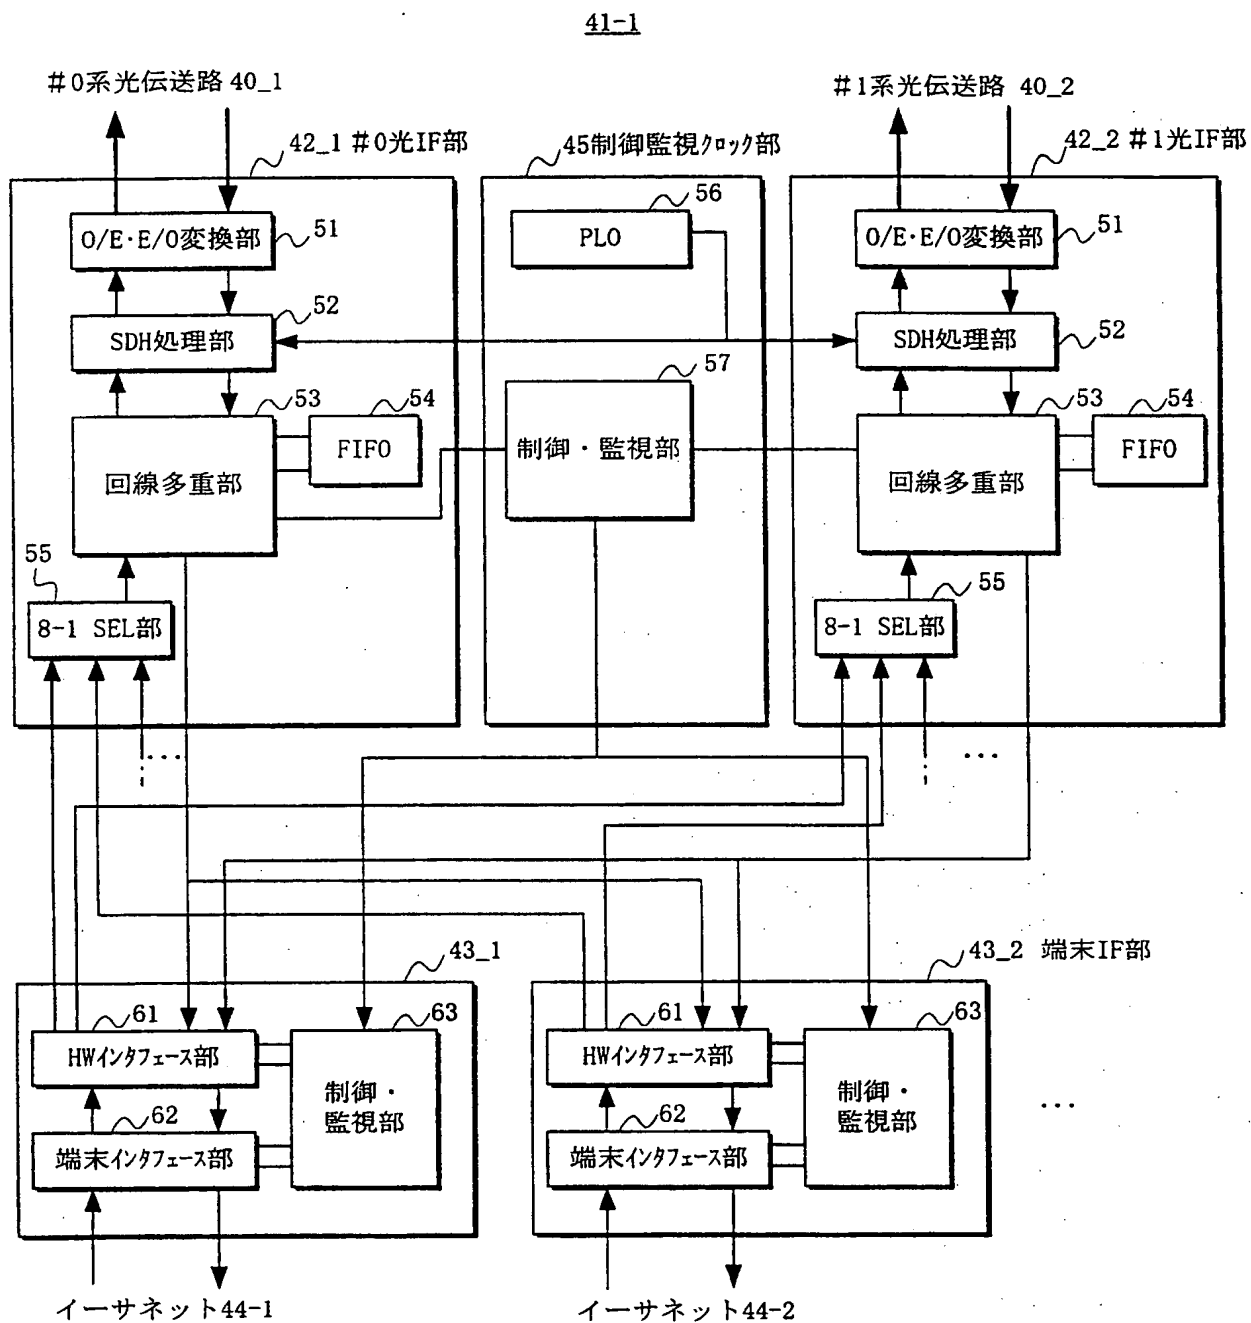 41-1
#0系光伝送路 40_1
#1系光伝送路 40_2
42_1 #0光IF部
45制御監視クロック部
42_2 #1光IF部
O/E・E/O変換部
51
PLO
56
O/E・E/O変換部
51
SDH処理部
52
SDH処理部
52
回線多重部
53
FIFO
54
制御・監視部
57
回線多重部
53
FIFO
54
55
8-1 SEL部
55
8-1 SEL部
...
...
43_1
43_2 端末IF部
61
HWインタフェース部
63
制御・
監視部
62
端末インタフェース部
61
HWインタフェース部
63
制御・
監視部
62
端末インタフェース部
...
イーサネット44-1
イーサネット44-2